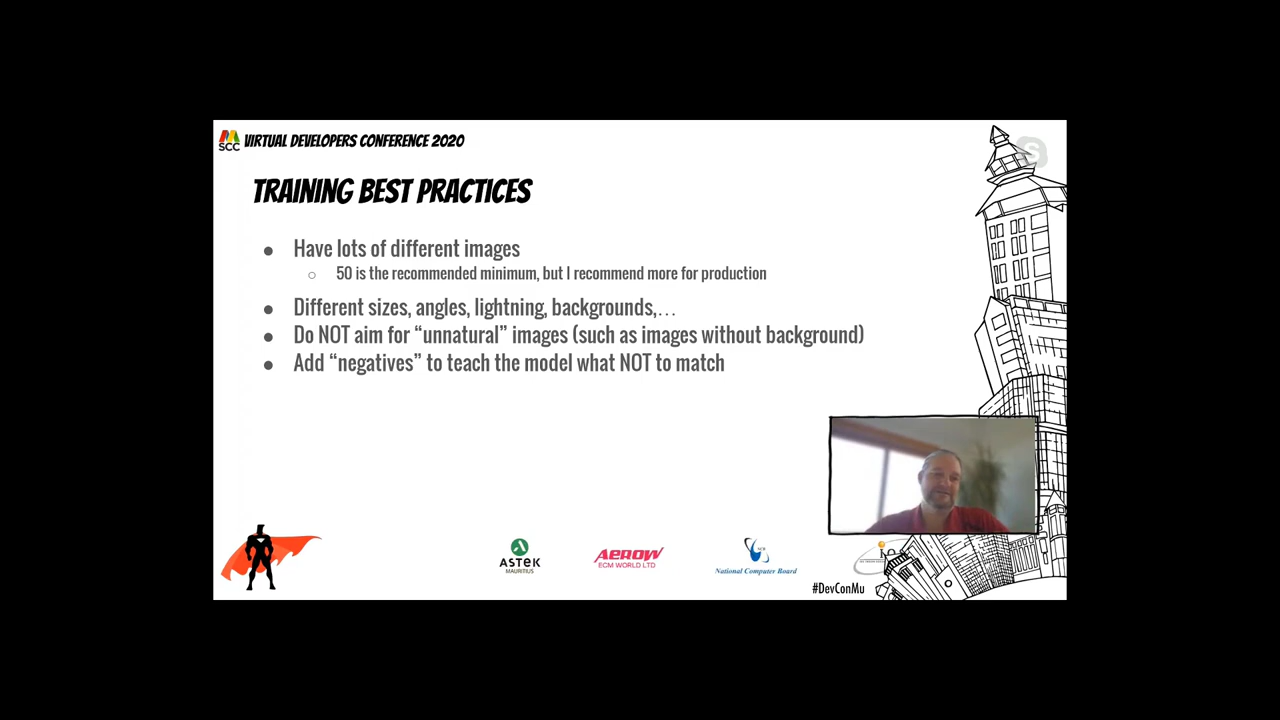 SCC VIRTUAL DEVELOPERS CONFERENCE 2020
S
TRAINING BEST PRACTICES
● Have lots of different images
○ 50 is the recommended minimum, but I recommend more for production
● Different sizes, angles, lightning, backgrounds,...
● Do NOT aim for “unnatural” images (such as images without background)
● Add “negatives” to teach the model what NOT to match
ASTEK
MAURITIUS
AEROW
ECM WORLD LTD
NCB
National Computer Board
#DevConMu